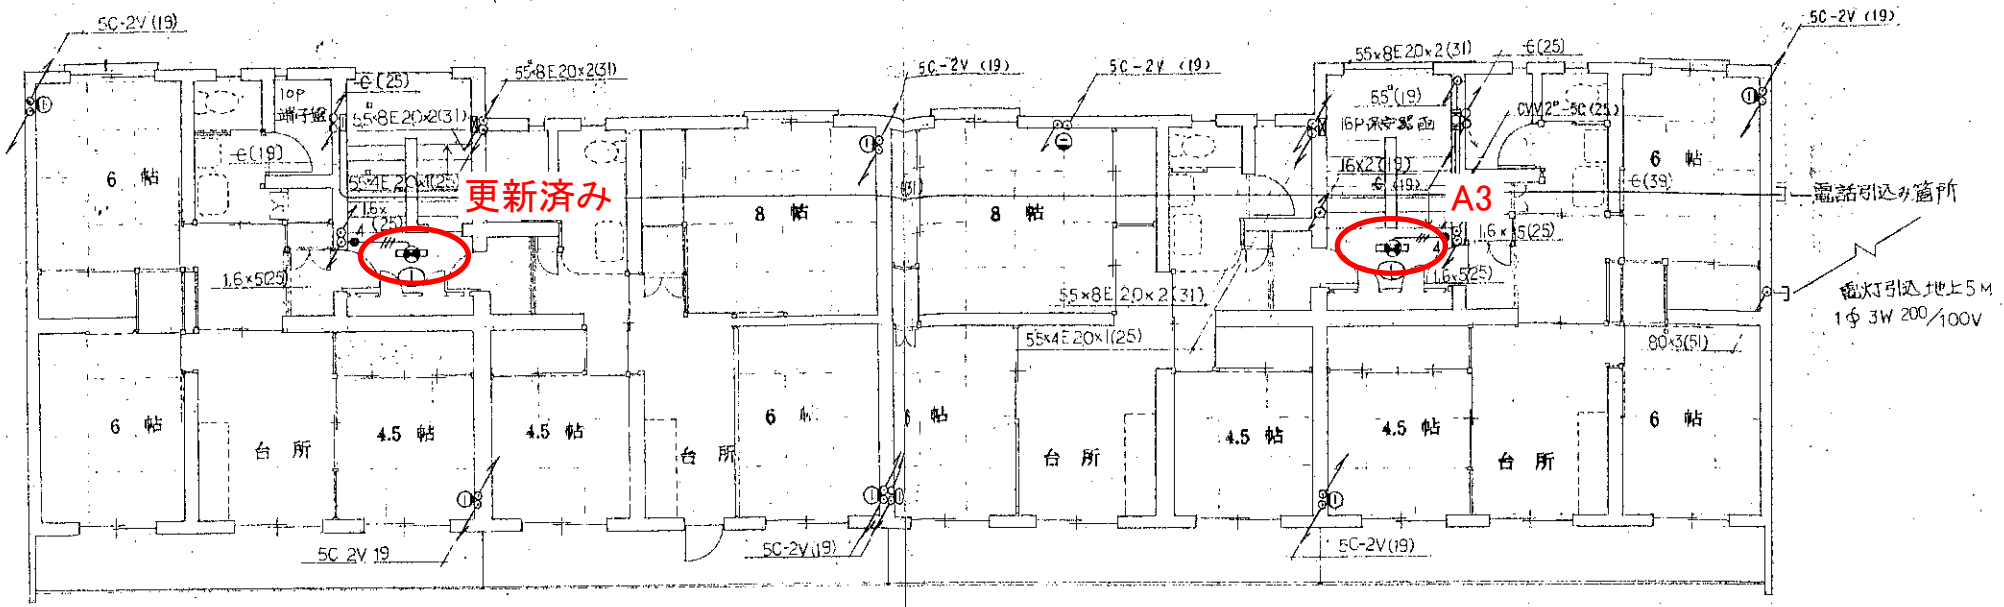 5C-2V(19)
5C-2V(19)
5C-2V(19)
5C-2V(19)
55×8E20×2(31)
55×8E20×2(31)
C(25)
C(25)
10P
端子盤
55×8E20×2(31)
55□(19)
16P保安器函
CVV2□-5C(25)
6 帖
C(19)
16×2(19)
C(19)
6 帖
C(39)
55×4E20×1(25)
更新済み
A3
電話引込み箇所
8 帖
8 帖
(31)
1.6×
4(25)
1.6×5(25)
1.6×5(25)
1.6×5(25)
55×8E20×2(31)
電灯引込地上5M
1φ 3W 200/100V
55×4E20×1(25)
80×3(51)
6 帖
台所
4.5 帖
4.5 帖
台所
6 帖
6 帖
台所
4.5 帖
4.5 帖
台所
6 帖
5C 2V 19
5C-2V(19)
5C-2V(19)